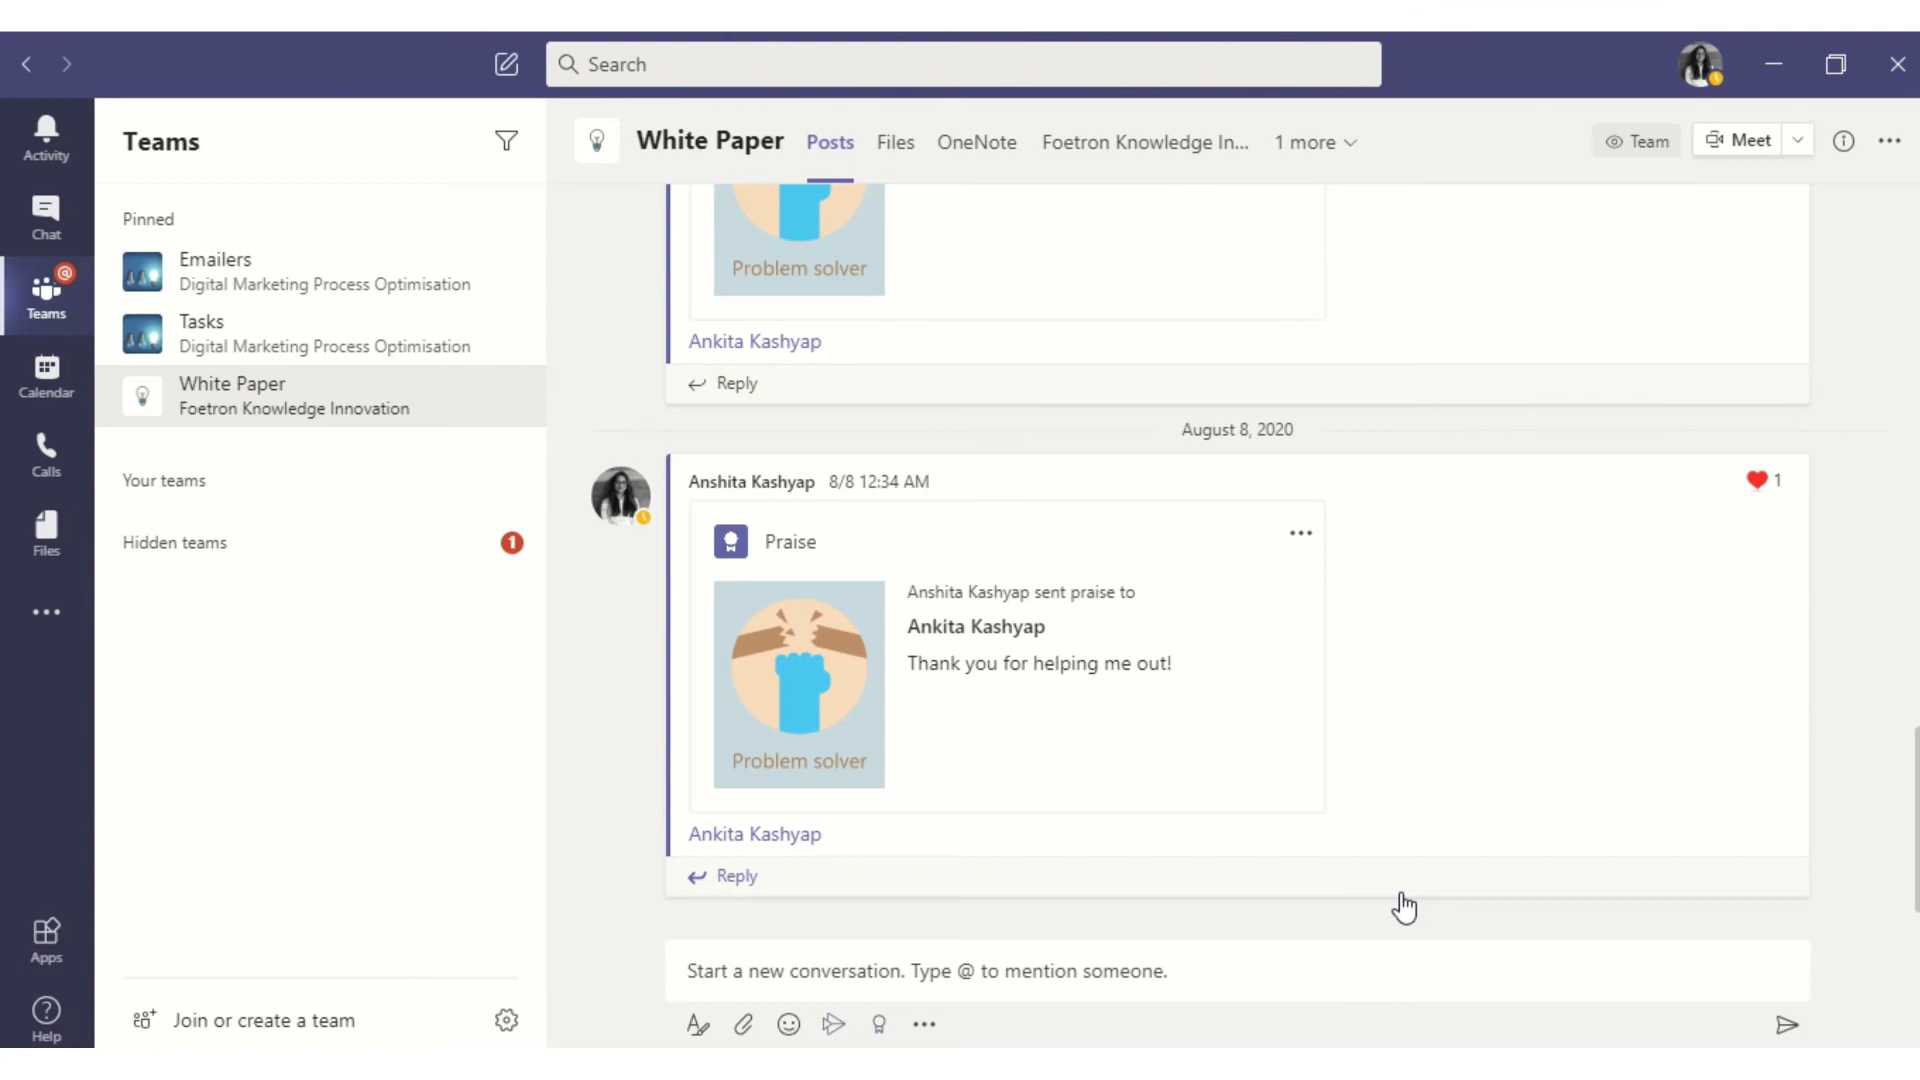 Search
Activity
Chat
Teams
Calendar
Calls
Files
Apps
Help
Teams
Pinned
Emailers
Digital Marketing Process Optimisation
Tasks
Digital Marketing Process Optimisation
White Paper
Foetron Knowledge Innovation
Your teams
Hidden teams 1
Join or create a team
White Paper Posts Files OneNote Foetron Knowledge In... 1 more
Team Meet
Problem solver
Ankita Kashyap
Reply
August 8, 2020
Anshita Kashyap 8/8 12:34 AM 1
Praise
Anshita Kashyap sent praise to
Ankita Kashyap
Thank you for helping me out!
Problem solver
Ankita Kashyap
Reply
Start a new conversation. Type @ to mention someone.